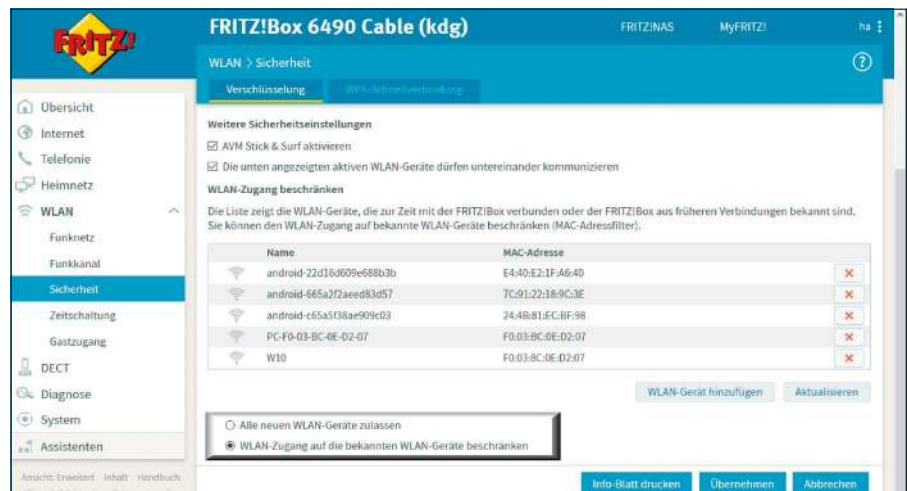 FRITZ!
FRITZ!Box 6490 Cable (kdg)
FRITZ!NAS
MyFRITZ!
ha
WLAN > Sicherheit
Verschlüsselung
WPS-Schnellverbindung
Übersicht
Internet
Telefonie
Heimnetz
WLAN
Funknetz
Funkkanal
Sicherheit
Zeitschaltung
Gastzugang
DECT
Diagnose
System
Assistenten
Ansicht: Erweitert Inhalt Handbuch
Weitere Sicherheitseinstellungen
AVM Stick & Surf aktivieren
Die unten angezeigten aktiven WLAN-Geräte dürfen untereinander kommunizieren
WLAN-Zugang beschränken
Die Liste zeigt die WLAN-Geräte, die zur Zeit mit der FRITZ!Box verbunden oder der FRITZ!Box aus früheren Verbindungen bekannt sind.
Sie können den WLAN-Zugang auf bekannte WLAN-Geräte beschränken (MAC-Adressfilter).
Name MAC-Adresse
android-22d16d609e688b3b E4:40:E2:1F:A6:4D
android-665a2f2aeed83d57 7C:91:22:18:9C:3E
android-c65a5f38ae909c03 24:4B:81:EC:BF:98
PC-F0-03-8C-0E-D2-07 F0:03:8C:0E:D2:07
W10 F0:03:8C:0E:D2:07
WLAN-Gerät hinzufügen
Aktualisieren
Alle neuen WLAN-Geräte zulassen
WLAN-Zugang auf die bekannten WLAN-Geräte beschränken
Info-Blatt drucken
Übernehmen
Abbrechen